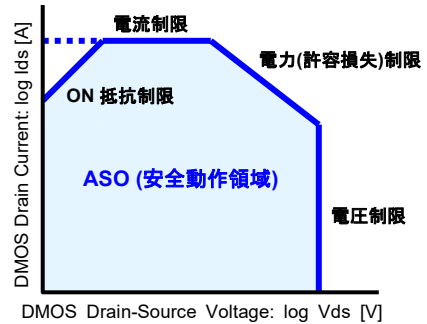 電流制限
電力(許容損失)制限
ON 抵抗制限
ASO (安全動作領域)
電圧制限
DMOS Drain Current: log Ids [A]
DMOS Drain-Source Voltage: log Vds [V]